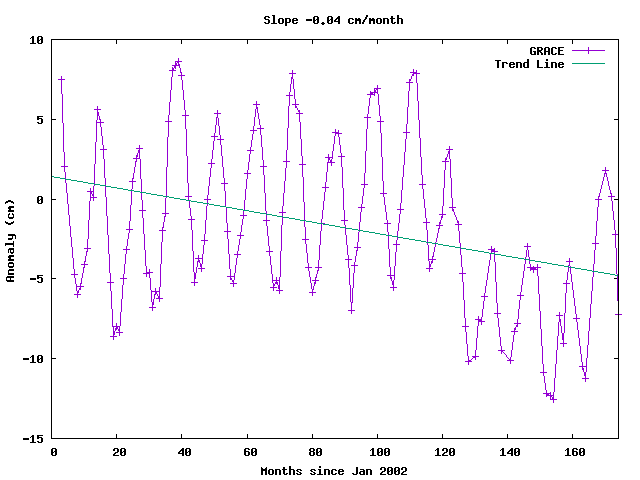 Slope -0.04 cm/month
GRACE
Trend Line
Anomaly (cm)
10
5
0
-5
-10
-15
0 20 40 60 80 100 120 140 160
Months since Jan 2002